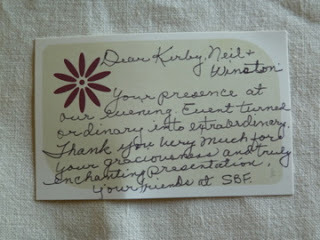 Dear Kirby, Neil +
Winston
Your presence at
our evening Event turned
ordinary into extraordinary.
Thank you very much for
your graciousness and truly
enchanting presentation,
your friends at SBF.